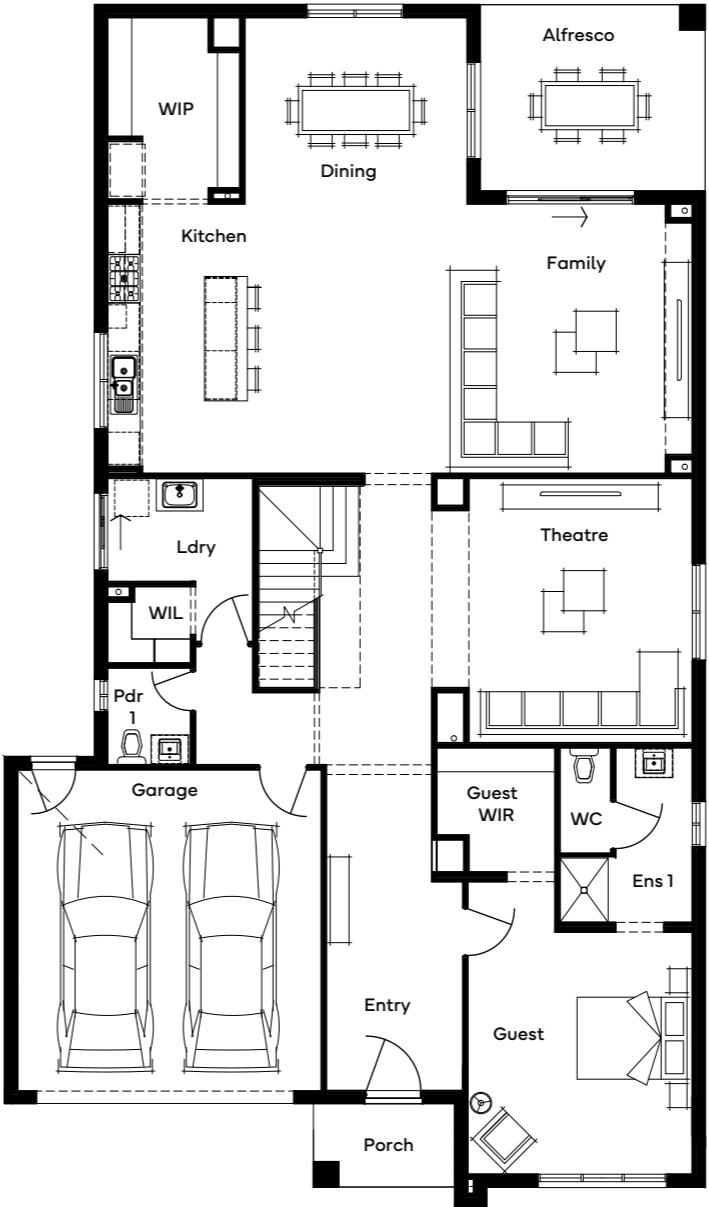 Alfresco
WIP
Dining
Kitchen
Family
Theatre
Ldry
WIL
Pdr
1
Garage
Guest
WIR
WC
Ens 1
Entry
Guest
Porch